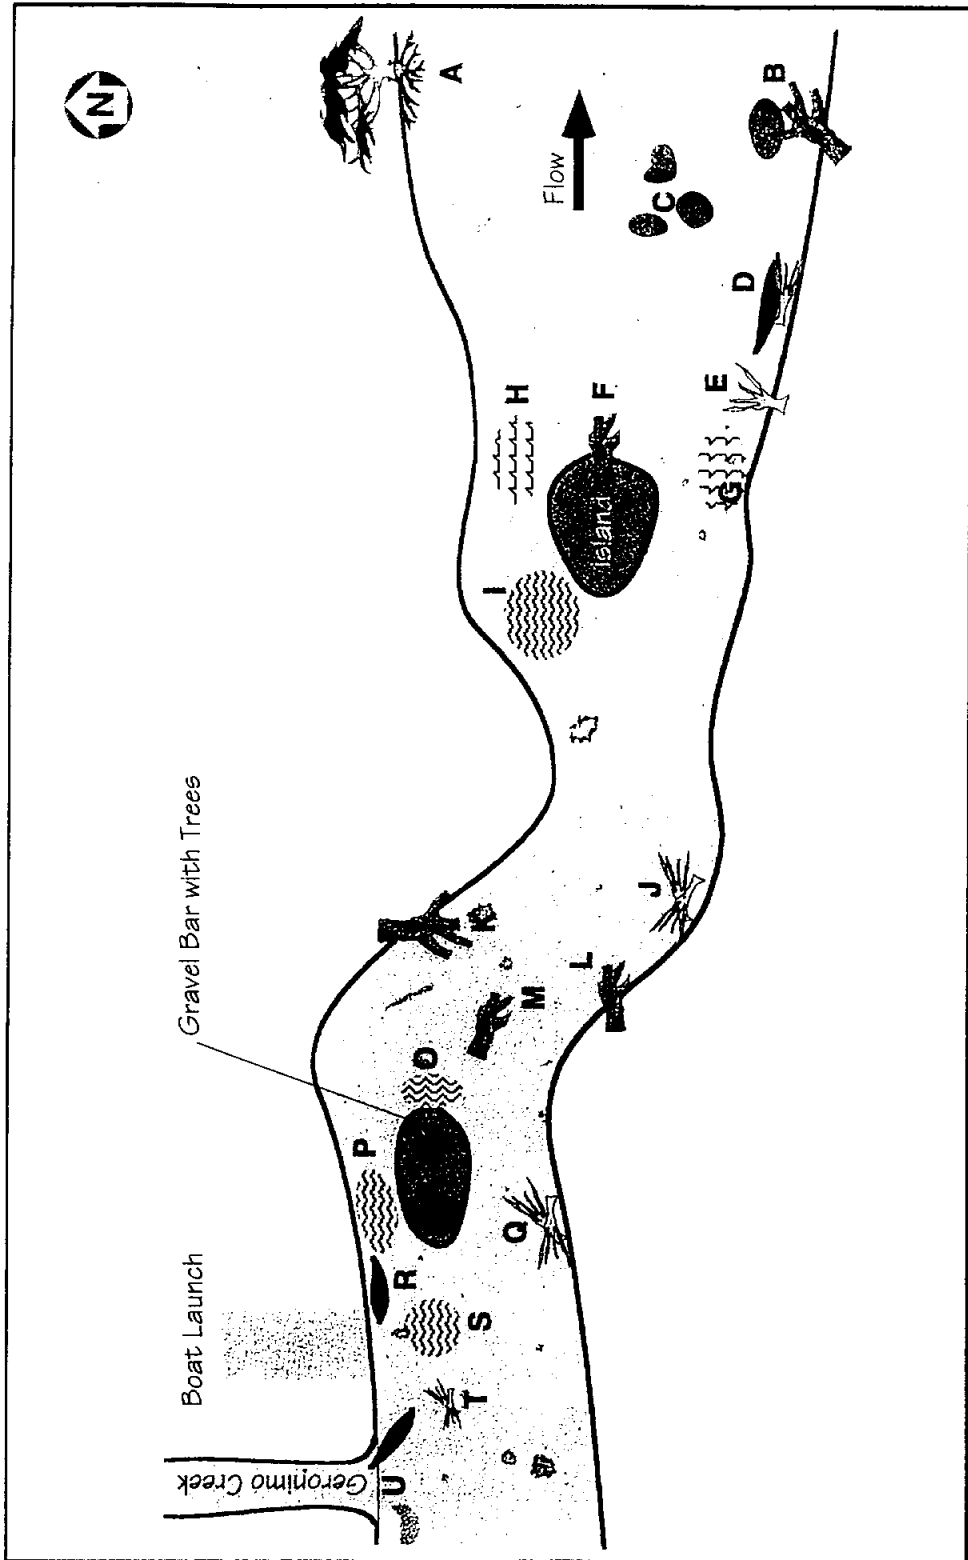 N
A
B
Flow
C
D
E
F
H
G
Island
I
Gravel Bar with Trees
J
K
L
M
O
P
Q
Boat Launch
R
S
T
U
Geronimo Creek